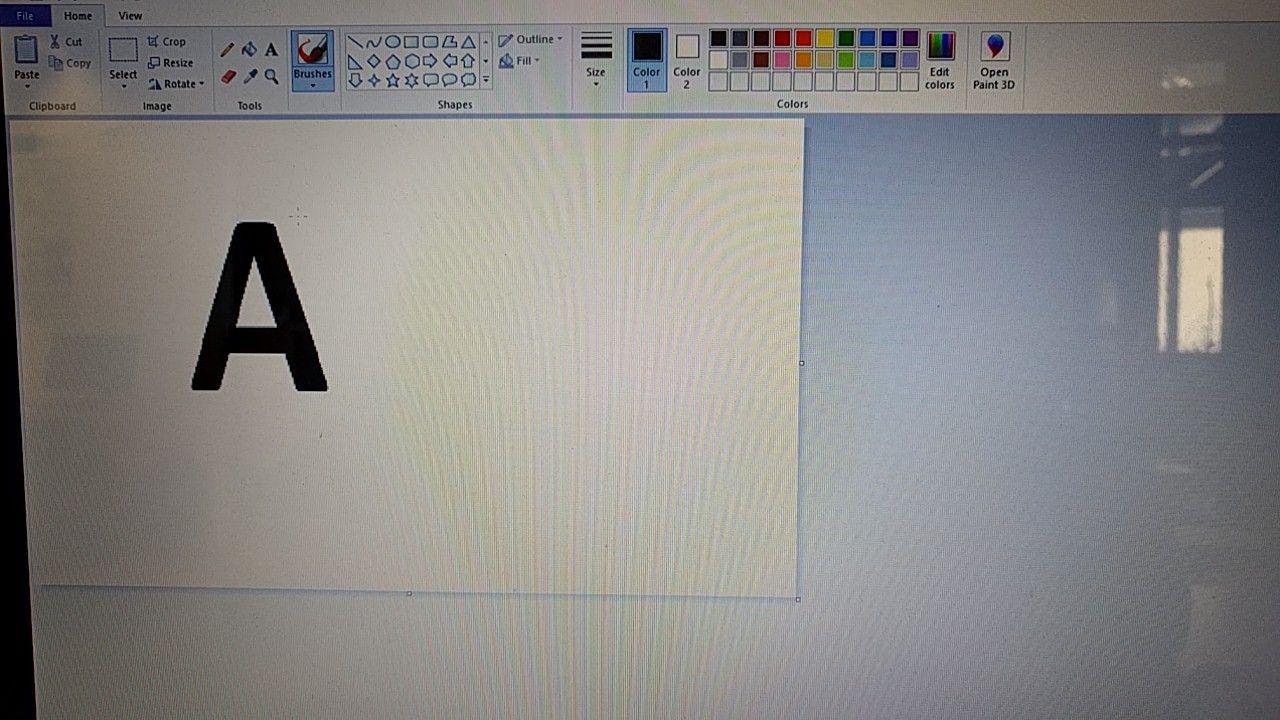 File Home View
Cut
Copy
Paste
Clipboard
Crop
Resize
Rotate
Select
Image
A
Tools
Brushes
Outline
Fill
Shapes
Size
Color
1
Color
2
Edit
colors
Colors
Open
Paint 3D
A